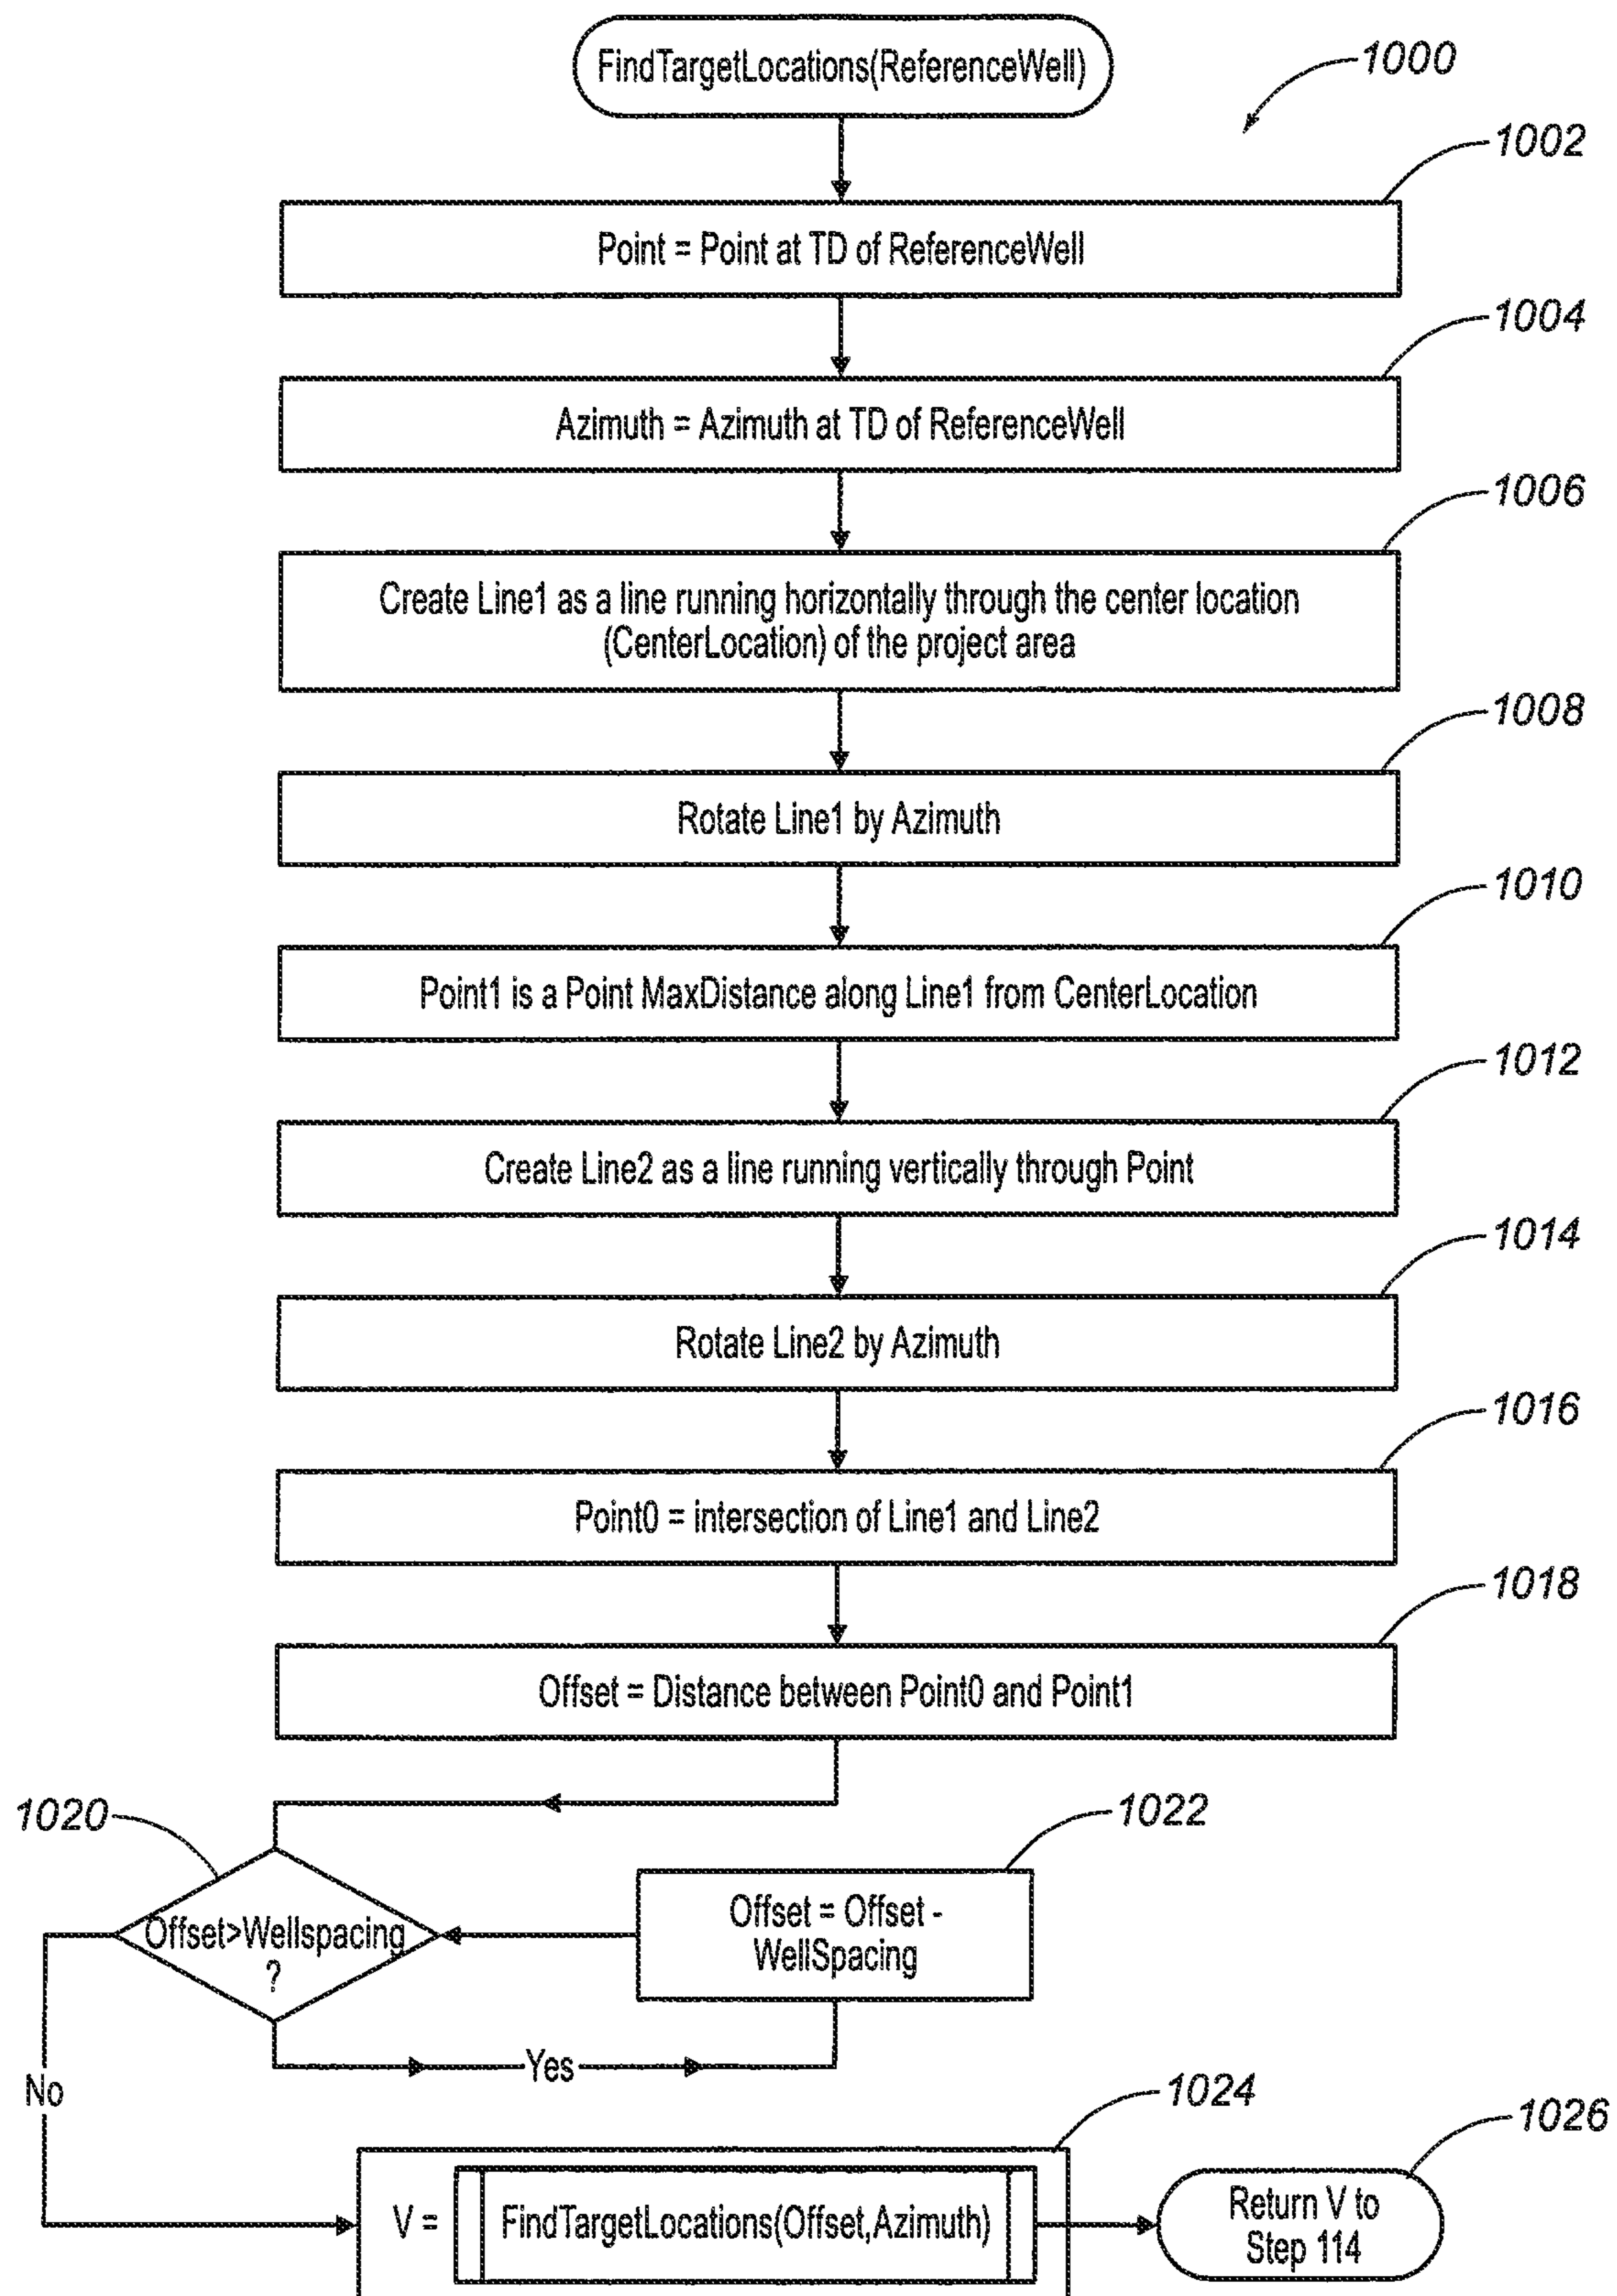 FindTargetLocations(ReferenceWell)
1000
1002
Point = Point at TD of ReferenceWell
1004
Azimuth = Azimuth at TD of ReferenceWell
1006
Create Line1 as a line running horizontally through the center location
(CenterLocation) of the project area
1008
Rotate Line1 by Azimuth
1010
Point1 is a Point MaxDistance along Line1 from CenterLocation
1012
Create Line2 as a line running vertically through Point
1014
Rotate Line2 by Azimuth
1016
Point0 = intersection of Line1 and Line2
1018
Offset = Distance between Point0 and Point1
1020
Offset>Wellspacing
?
1022
Offset = Offset -
WellSpacing
Yes
No
1024
V =
FindTargetLocations(Offset,Azimuth)
1026
Return V to
Step 114